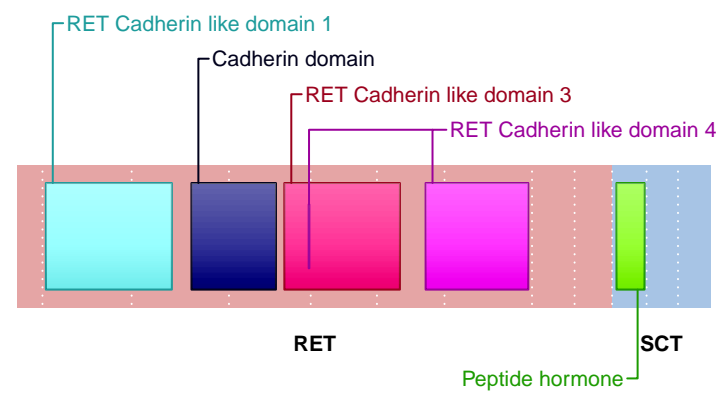 RET Cadherin like domain 1
Cadherin domain
RET Cadherin like domain 3
RET Cadherin like domain 4
RET
SCT
Peptide hormone